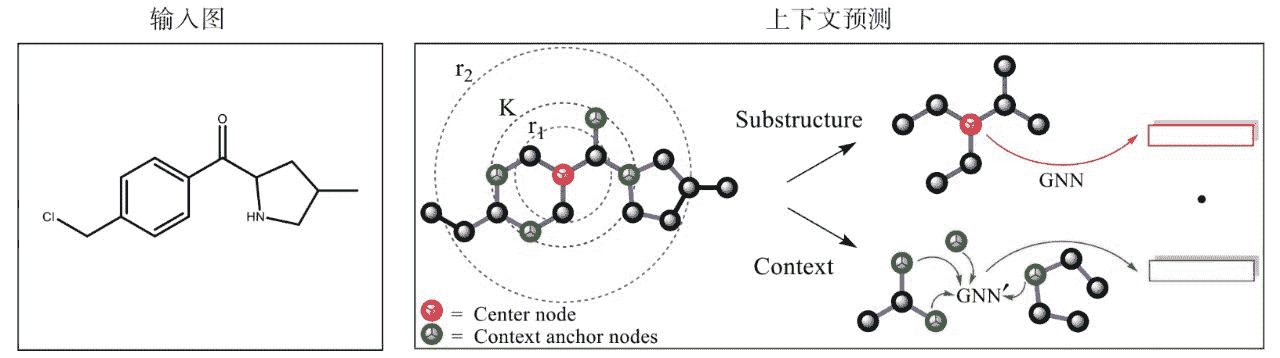 输入图
上下文预测
O
Cl
HN
r2
K
r1
Substructure
GNN
Context
GNN′
= Center node
= Context anchor nodes